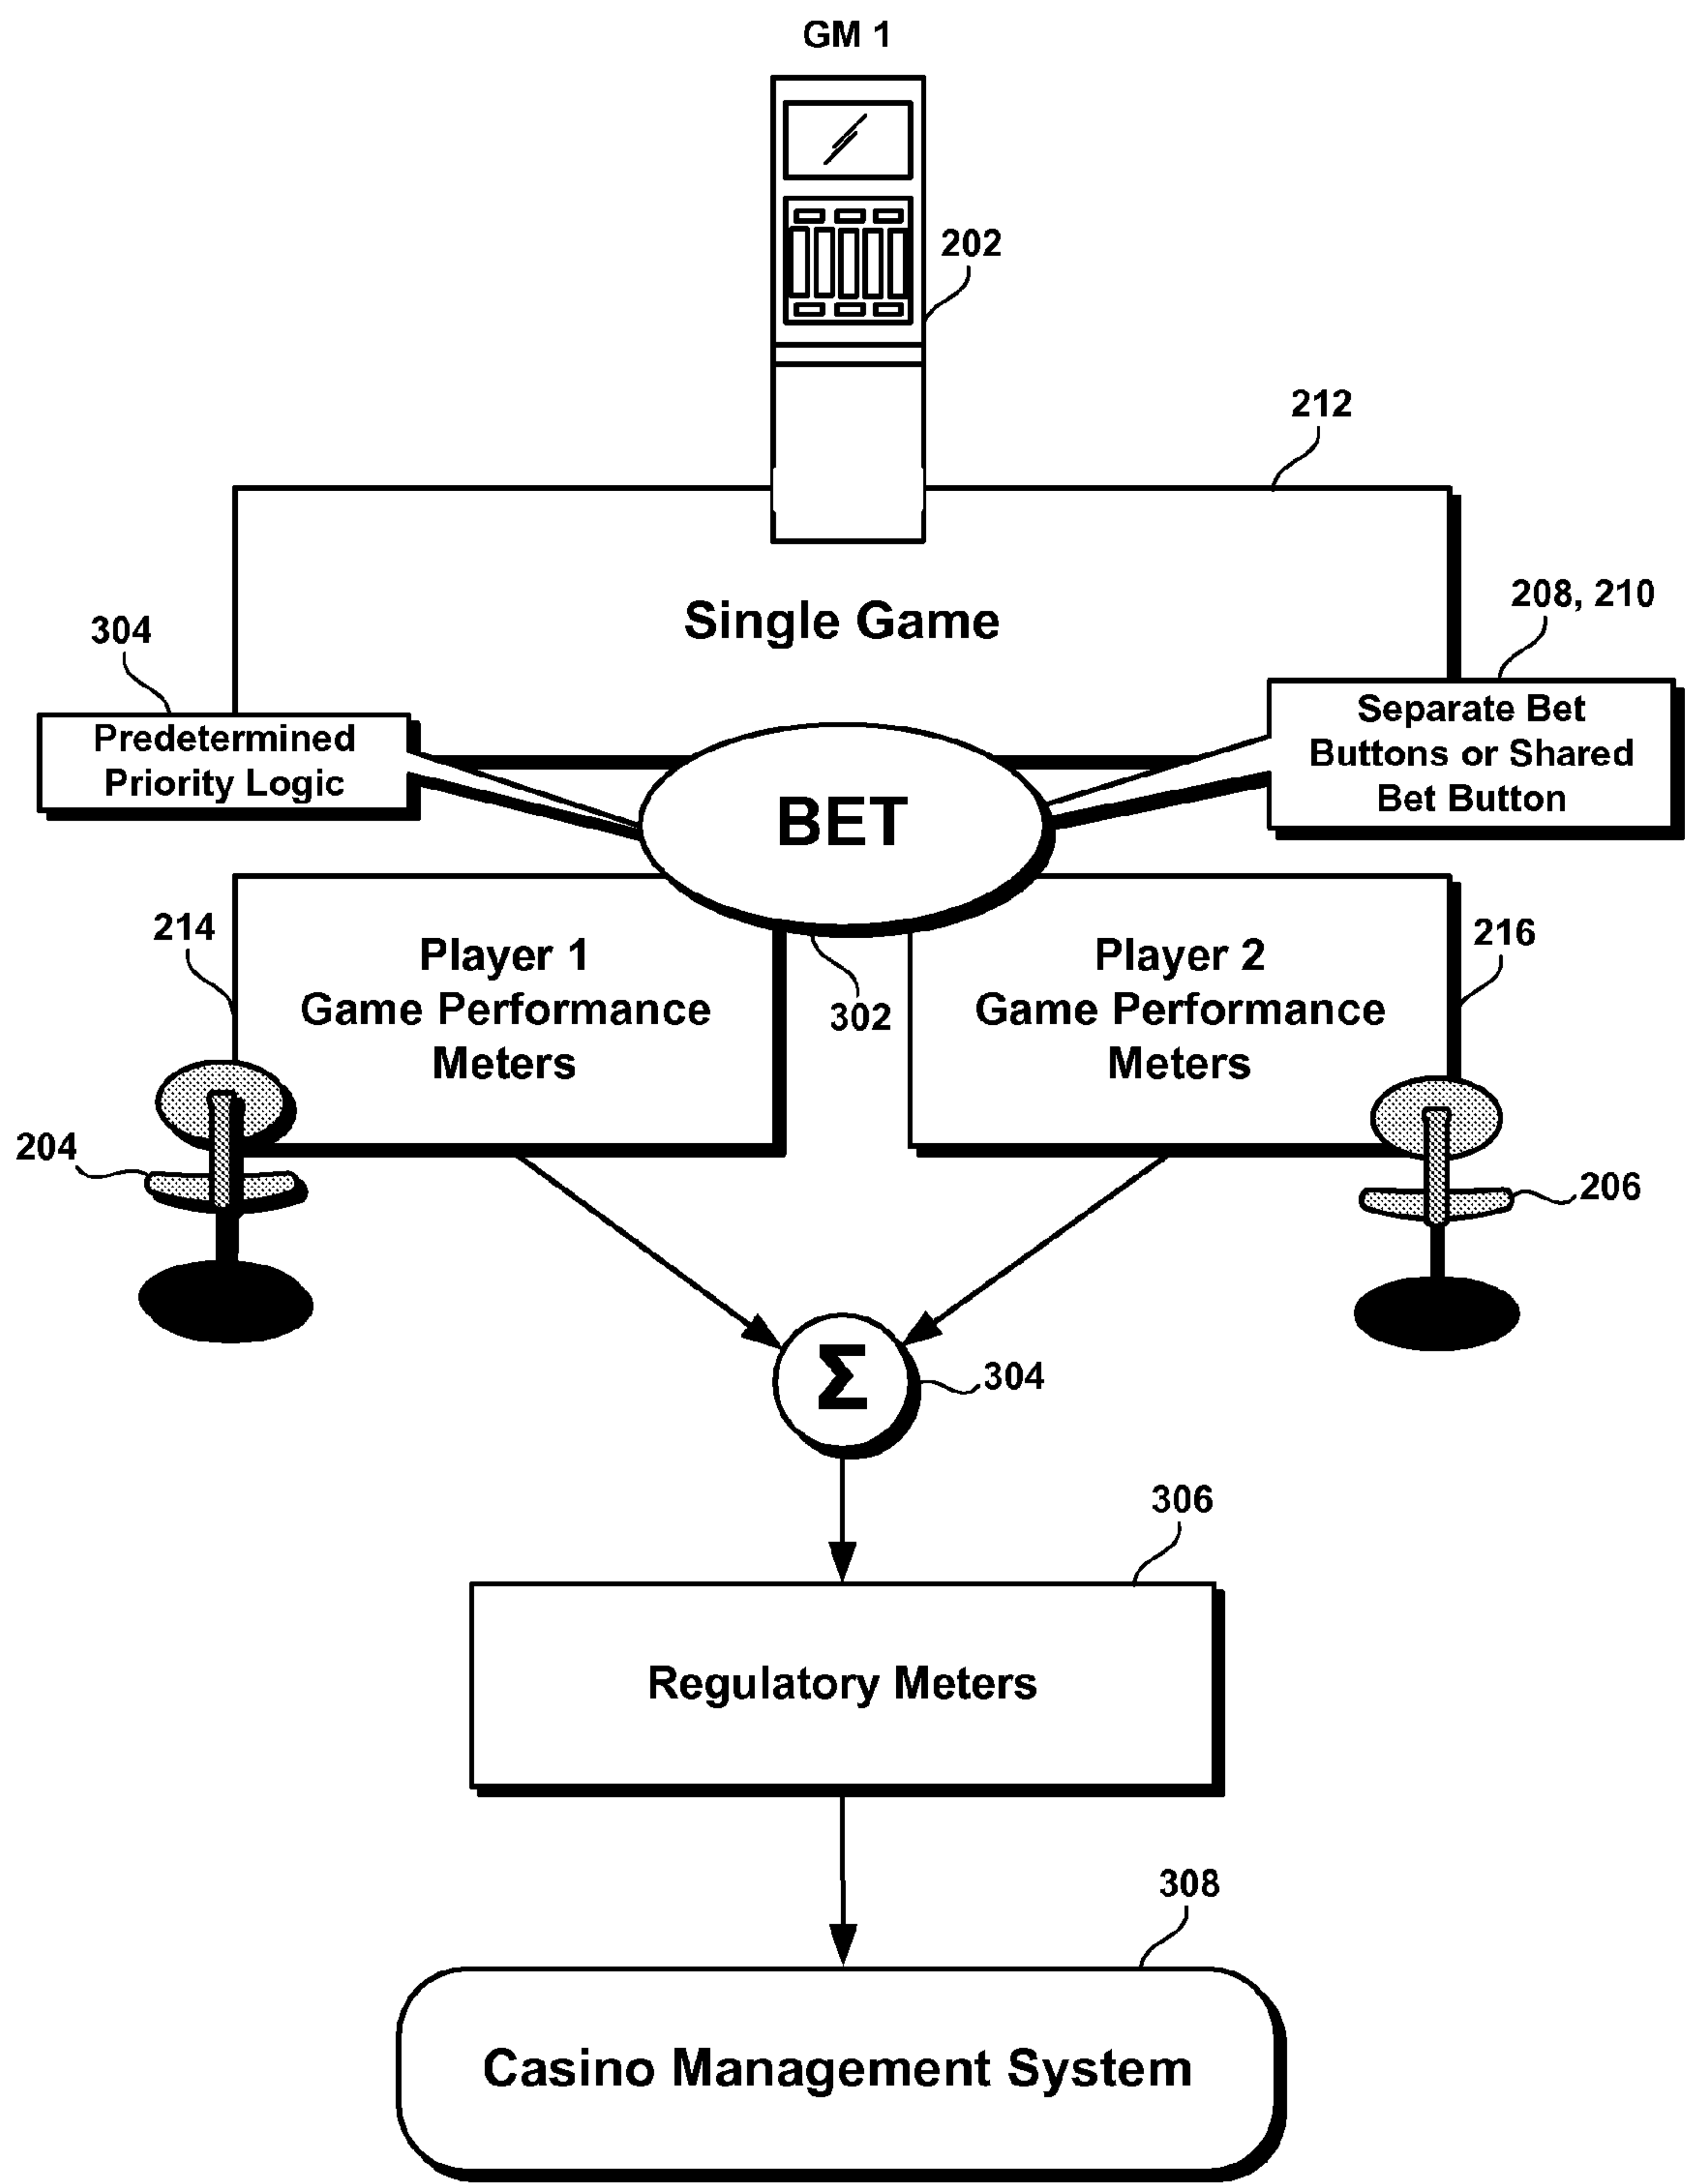 GM 1
202
212
Single Game
208, 210
304
Predetermined
Priority Logic
Separate Bet
Buttons or Shared
Bet Button
BET
214
Player 1
Game Performance
Meters
302
Player 2
Game Performance
Meters
216
204
206
Σ
304
306
Regulatory Meters
308
Casino Management System